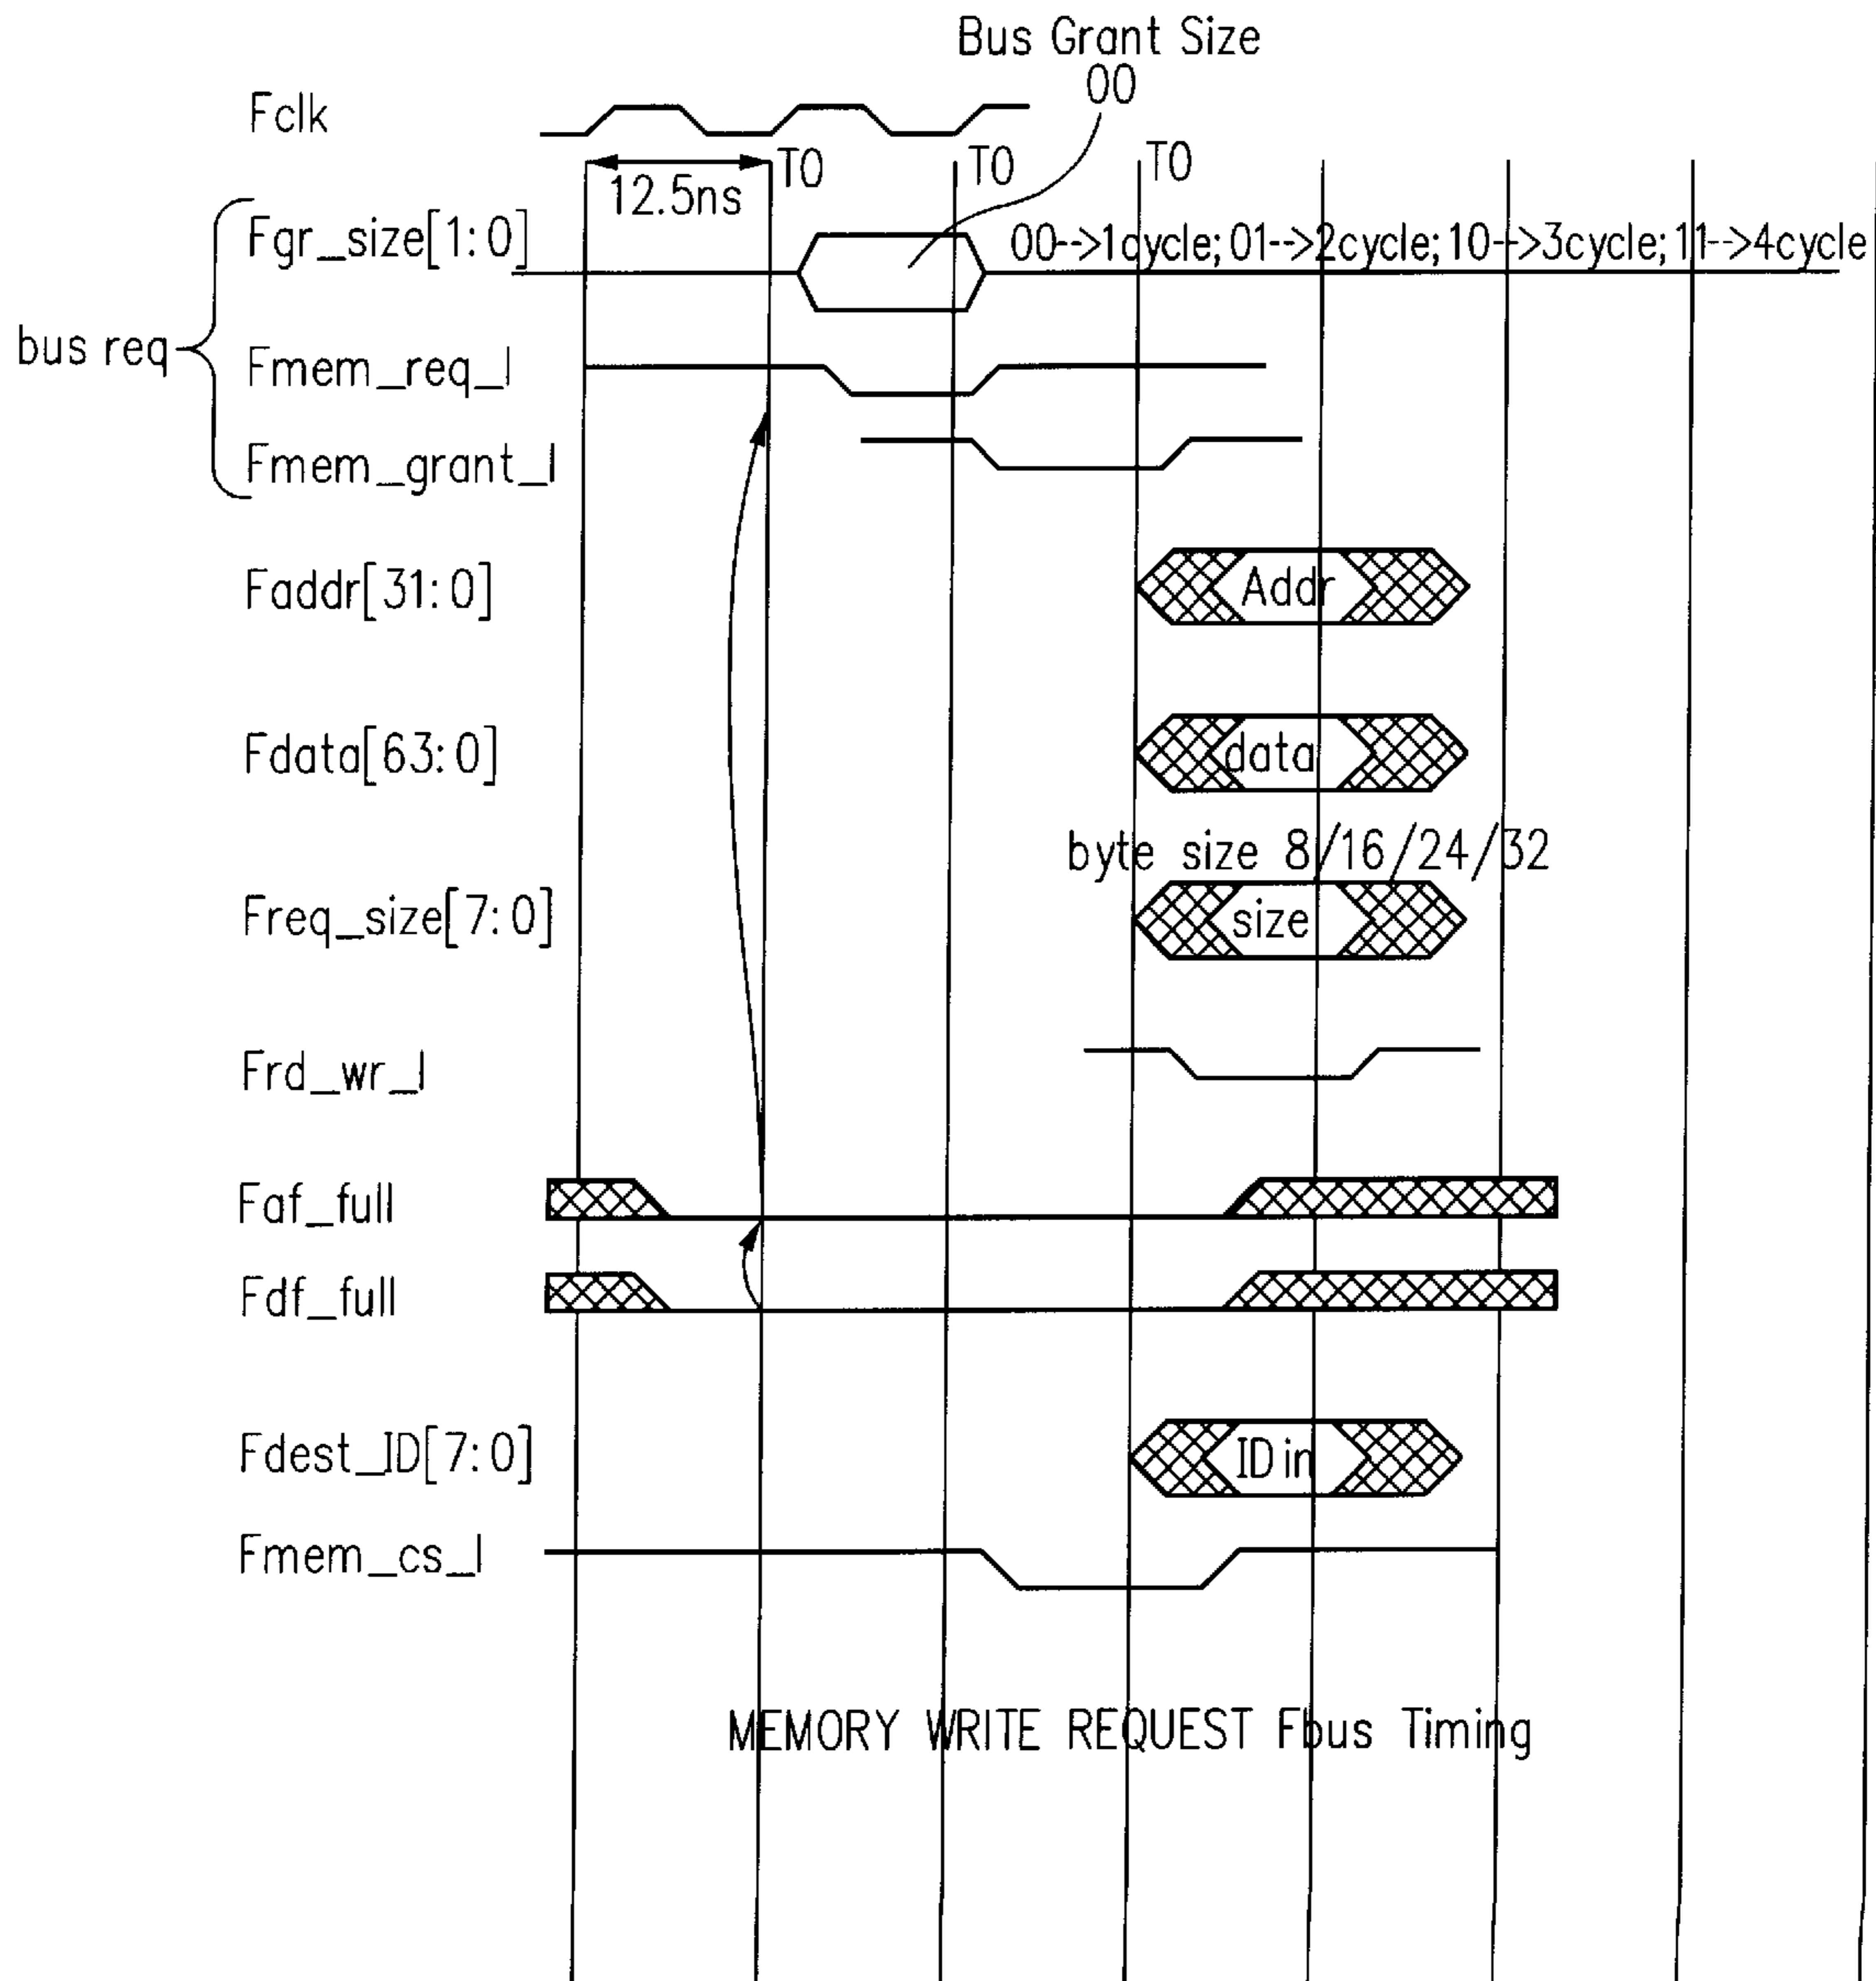 Bus Grant Size
00
Fclk
T0 T0 T0
12.5ns
Fgr_size[1:0]
00-->1cycle; 01-->2cycle; 10-->3cycle; 11-->4cycle
bus req
Fmem_req_l
Fmem_grant_l
Faddr[31:0] Addr
Fdata[63:0] data
byte size 8/16/24/32
Freq_size[7:0] size
Frd_wr_l
Faf_full
Fdf_full
Fdest_ID[7:0] ID in
Fmem_cs_l
MEMORY WRITE REQUEST Fbus Timing